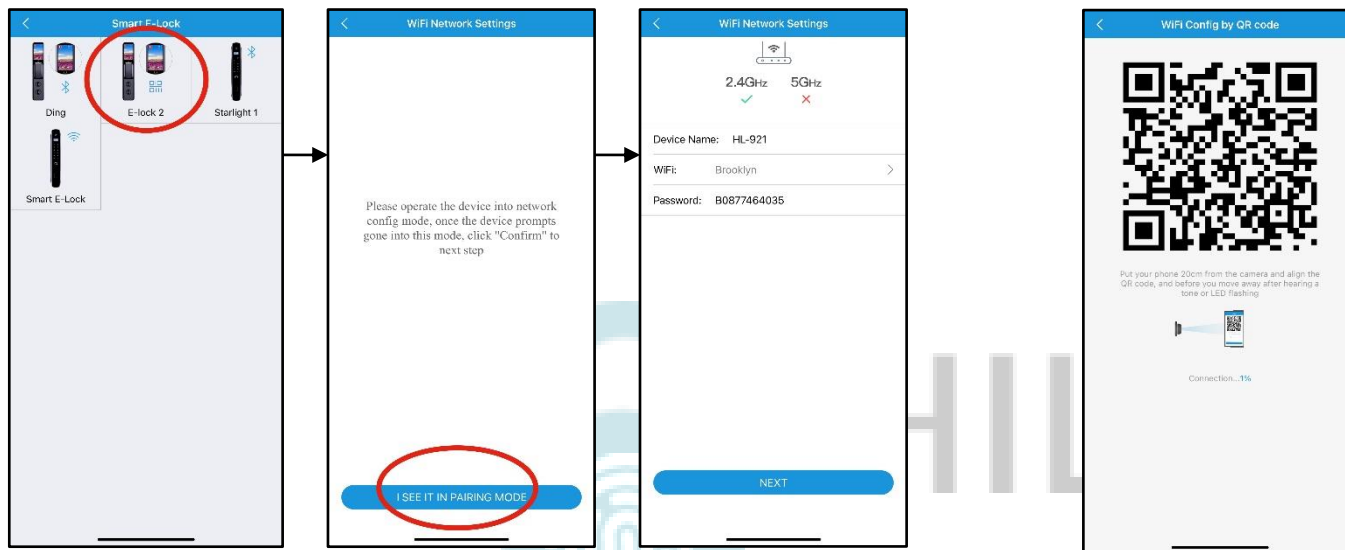 Smart E-Lock
Ding
E-lock 2
Starlight 1
Smart E-Lock
WiFi Network Settings
Please operate the device into network
config mode, once the device prompts
gone into this mode, click "Confirm" to
next step
I SEE IT IN PAIRING MODE
WiFi Network Settings
2.4GHz 5GHz
Device Name: HL-921
WiFi: Brooklyn
Password: B0877464035
NEXT
WiFi Config by QR code
Put your phone 20cm from the camera and align the
QR code, and before you move away after hearing a
tone or LED flashing
Connection...1%
HIL